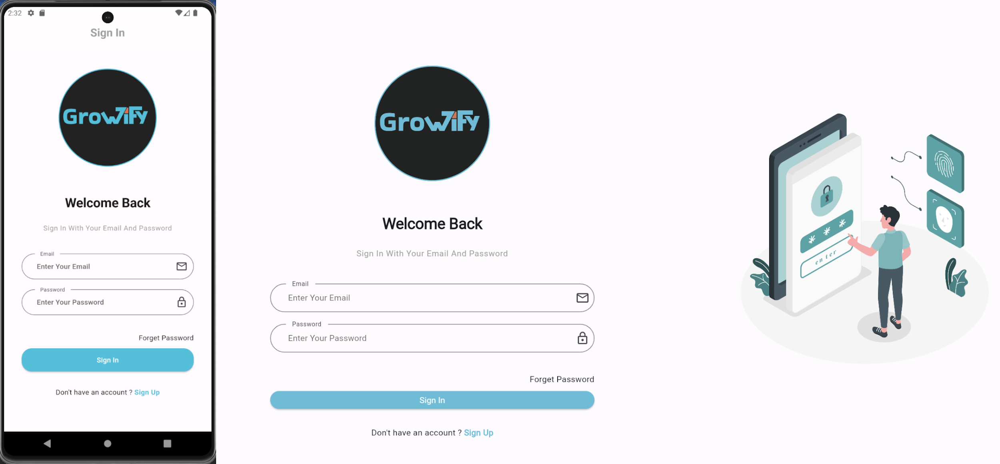 2:32
Sign In
GrowiFy
Welcome Back
Sign In With Your Email And Password
Email
Enter Your Email
Password
Enter Your Password
Forget Password
Sign In
Don't have an account ? Sign Up
GrowiFy
Welcome Back
Sign In With Your Email And Password
Email
Enter Your Email
Password
Enter Your Password
Forget Password
Sign In
Don't have an account ? Sign Up
* * *
enter